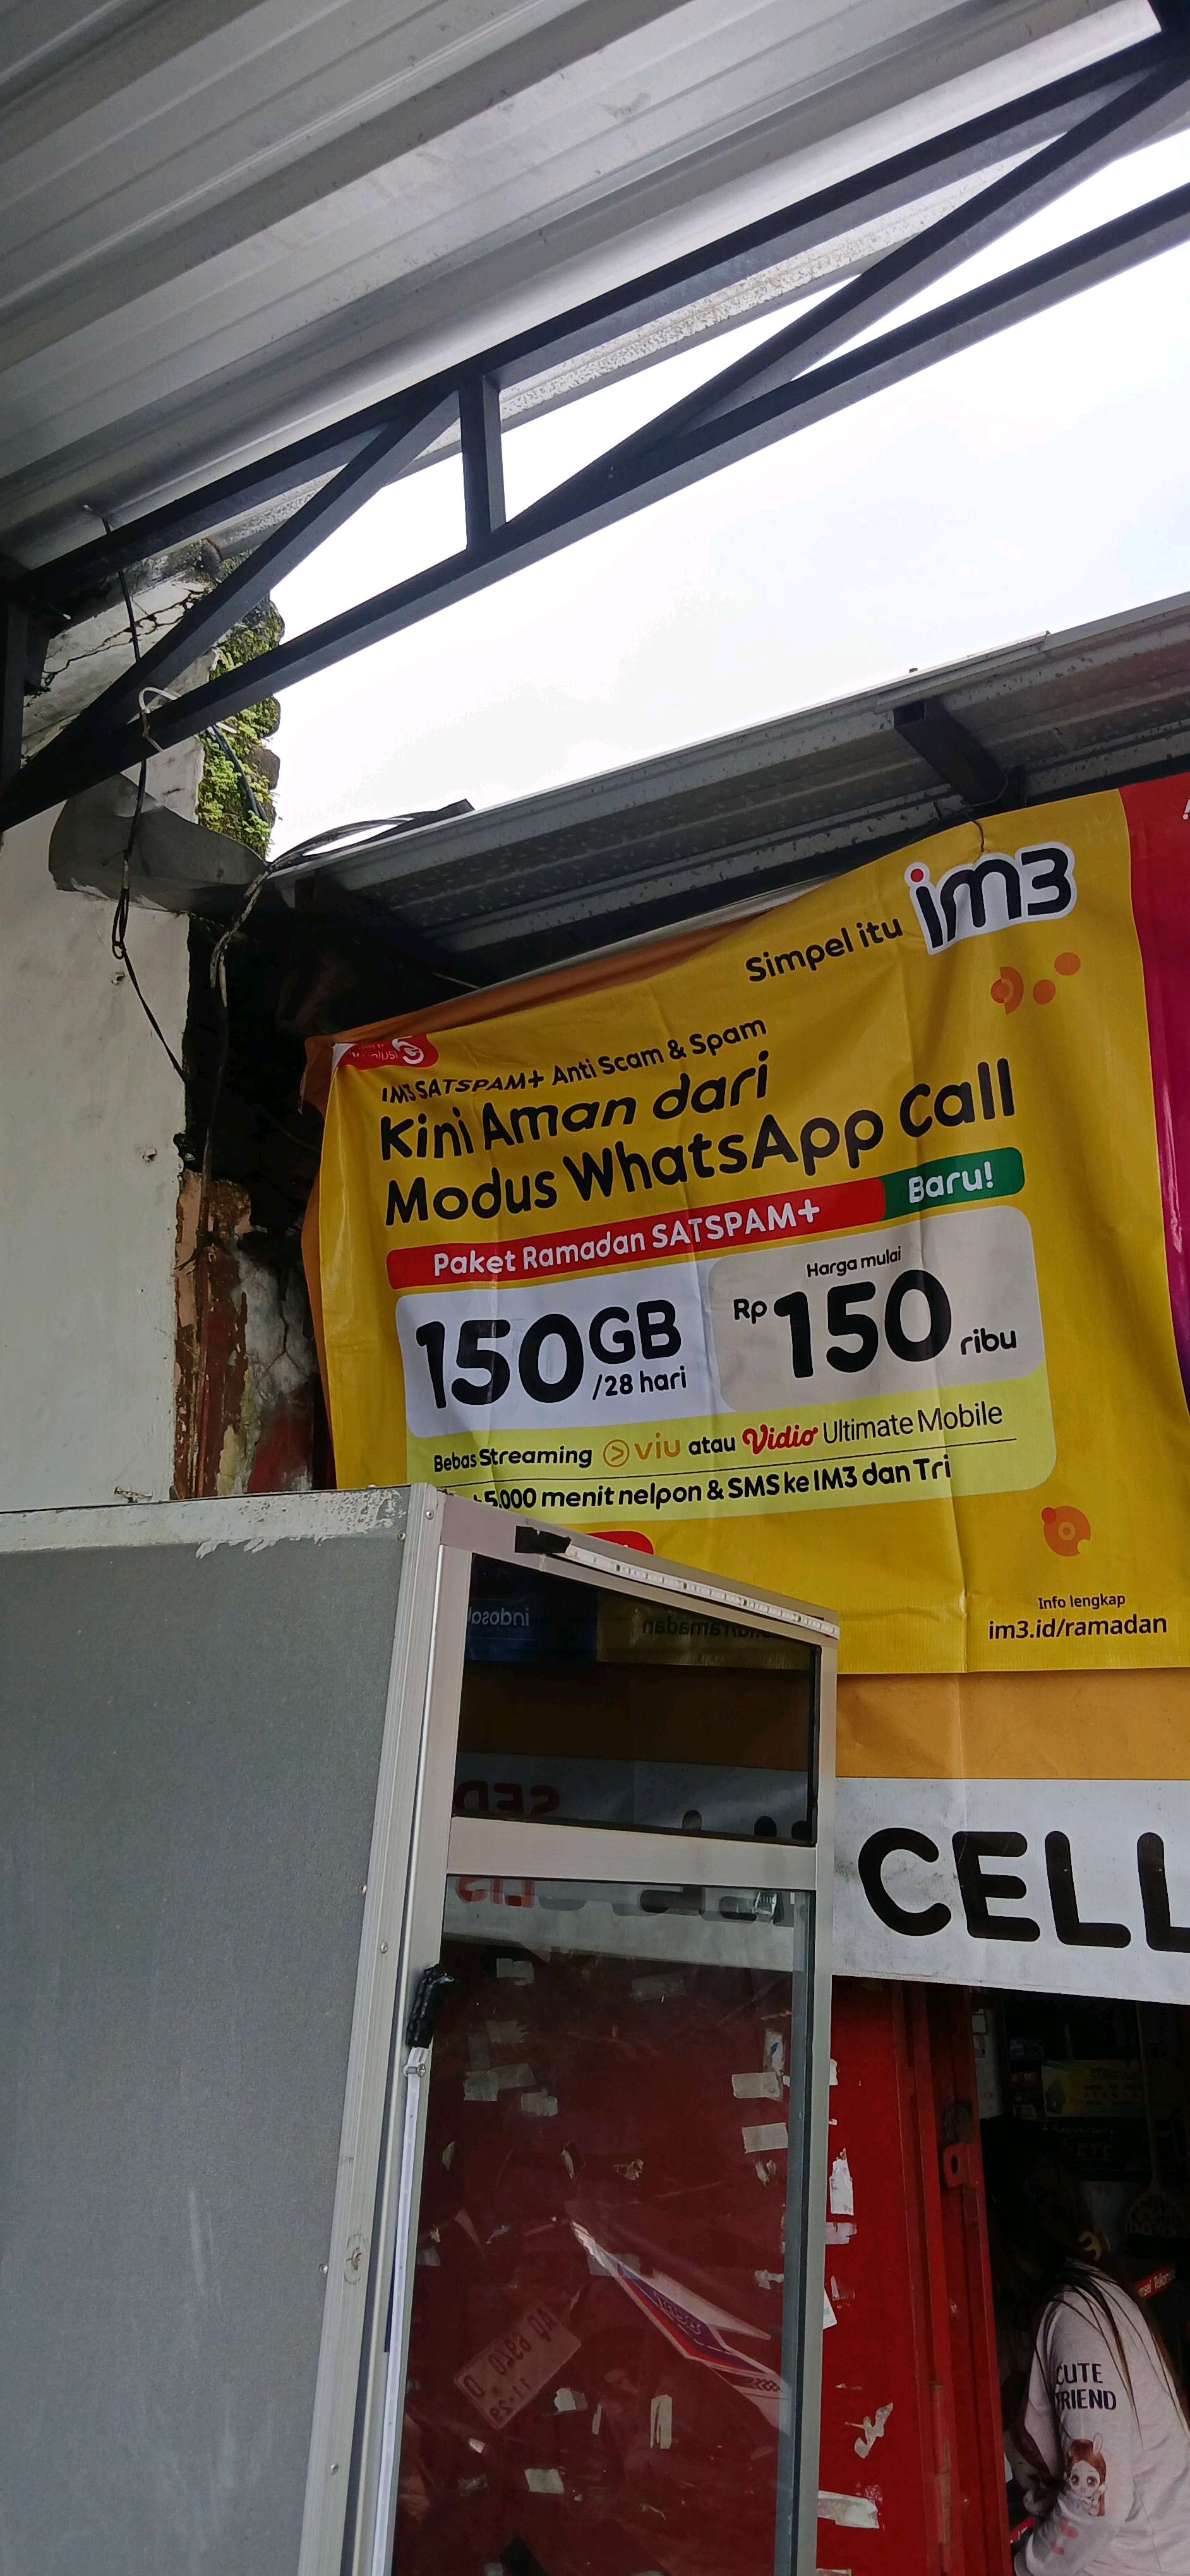 Simpel itu im3
IM3 SATSPAM+ Anti Scam & Spam
Kini Aman dari
Modus WhatsApp Call
Paket Ramadan SATSPAM+ Baru!
150GB
/28 hari
Harga mulai
Rp150 ribu
Bebas Streaming viu atau Vidio Ultimate Mobile
5.000 menit nelpon & SMS ke IM3 dan Tri
Info lengkap
im3.id/ramadan
CELL
CUTE
FRIEND